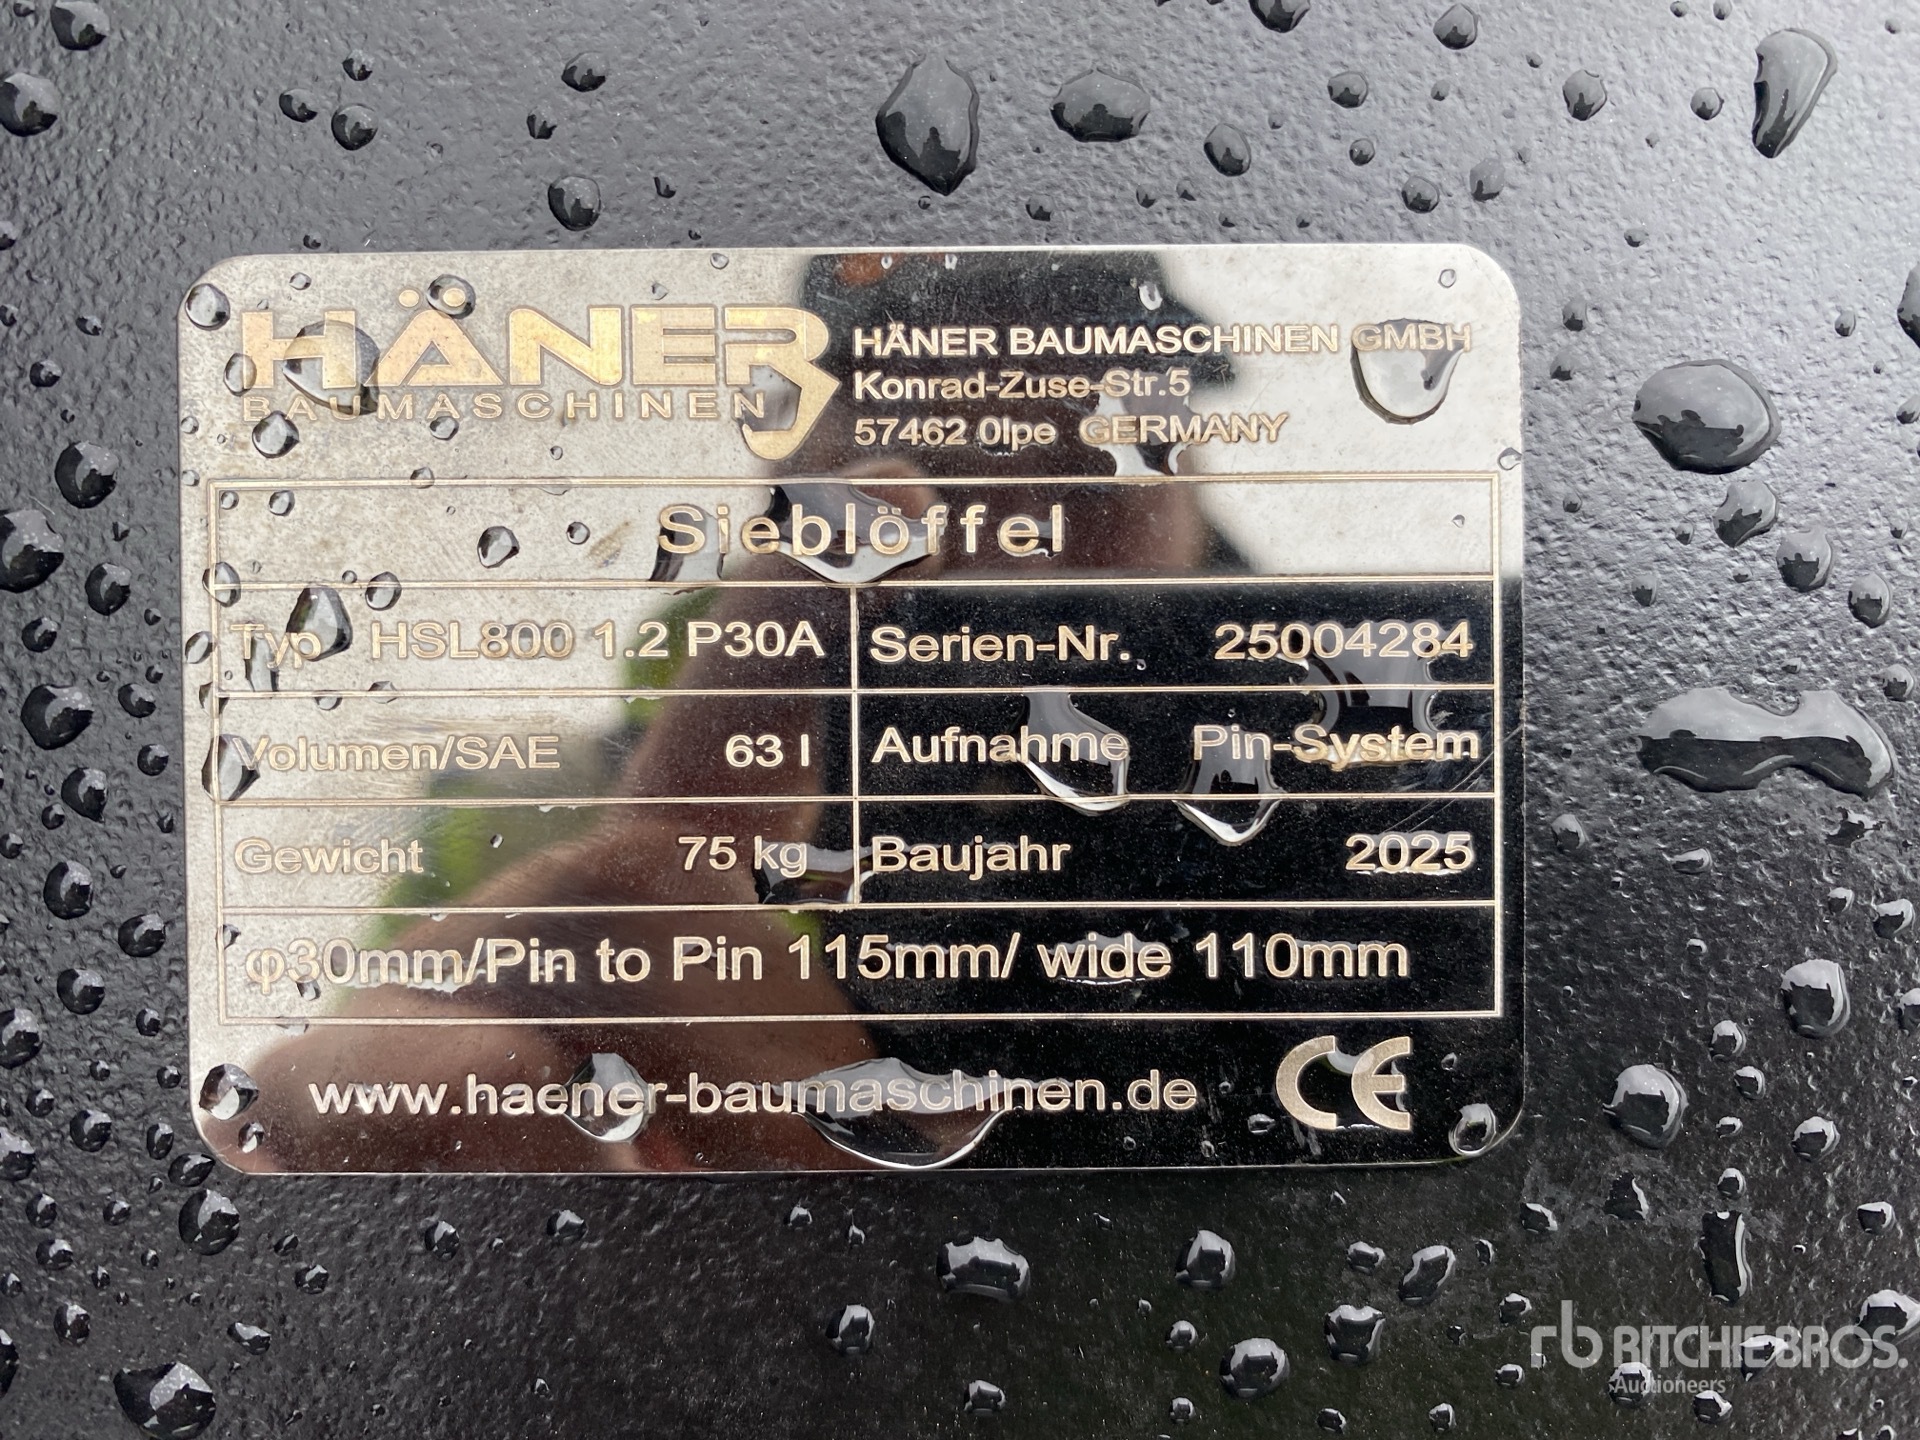 HÄNER
BAUMASCHINEN
HÄNER BAUMASCHINEN GMBH
Konrad-Zuse-Str.5
57462 Olpe GERMANY
Sieblöffel
Typ HSL800 1.2 P30A
Serien-Nr. 25004284
Volumen/SAE 63 l
Aufnahme Pin-System
Gewicht 75 kg
Baujahr 2025
φ30mm/Pin to Pin 115mm/ wide 110mm
www.haener-baumaschinen.de
CE
rb RITCHIE BROS.
Auctioneers